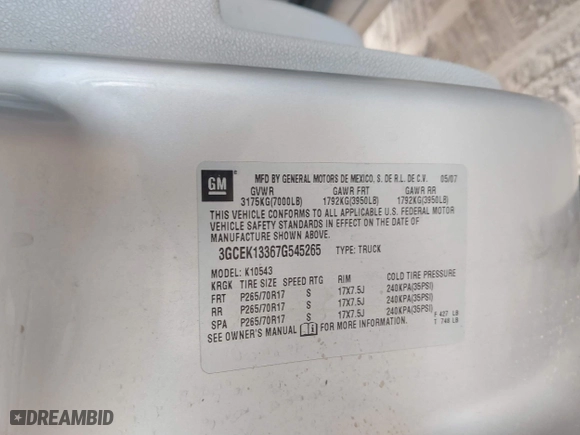 GM
MFD BY GENERAL MOTORS DE MEXICO, S. DE R.L. DE C.V. 05/07
GVWR GAWR FRT GAWR RR
3175KG(7000LB) 1792KG(3950LB) 1792KG(3950LB)
THIS VEHICLE CONFORMS TO ALL APPLICABLE U.S. FEDERAL MOTOR
VEHICLE SAFETY STANDARDS IN EFFECT ON THE DATE OF
MANUFACTURE SHOWN ABOVE.
3GCEK13367G545265 TYPE: TRUCK
MODEL: K10543
KRGK TIRE SIZE SPEED RTG RIM COLD TIRE PRESSURE
FRT P265/70R17 S 17X7.5J 240KPA(35PSI)
RR P265/70R17 S 17X7.5J 240KPA(35PSI)
SPA P265/70R17 S 17X7.5J 240KPA(35PSI)
F 427 LB
T 748 LB
SEE OWNER'S MANUAL FOR MORE INFORMATION.
DREAMBID